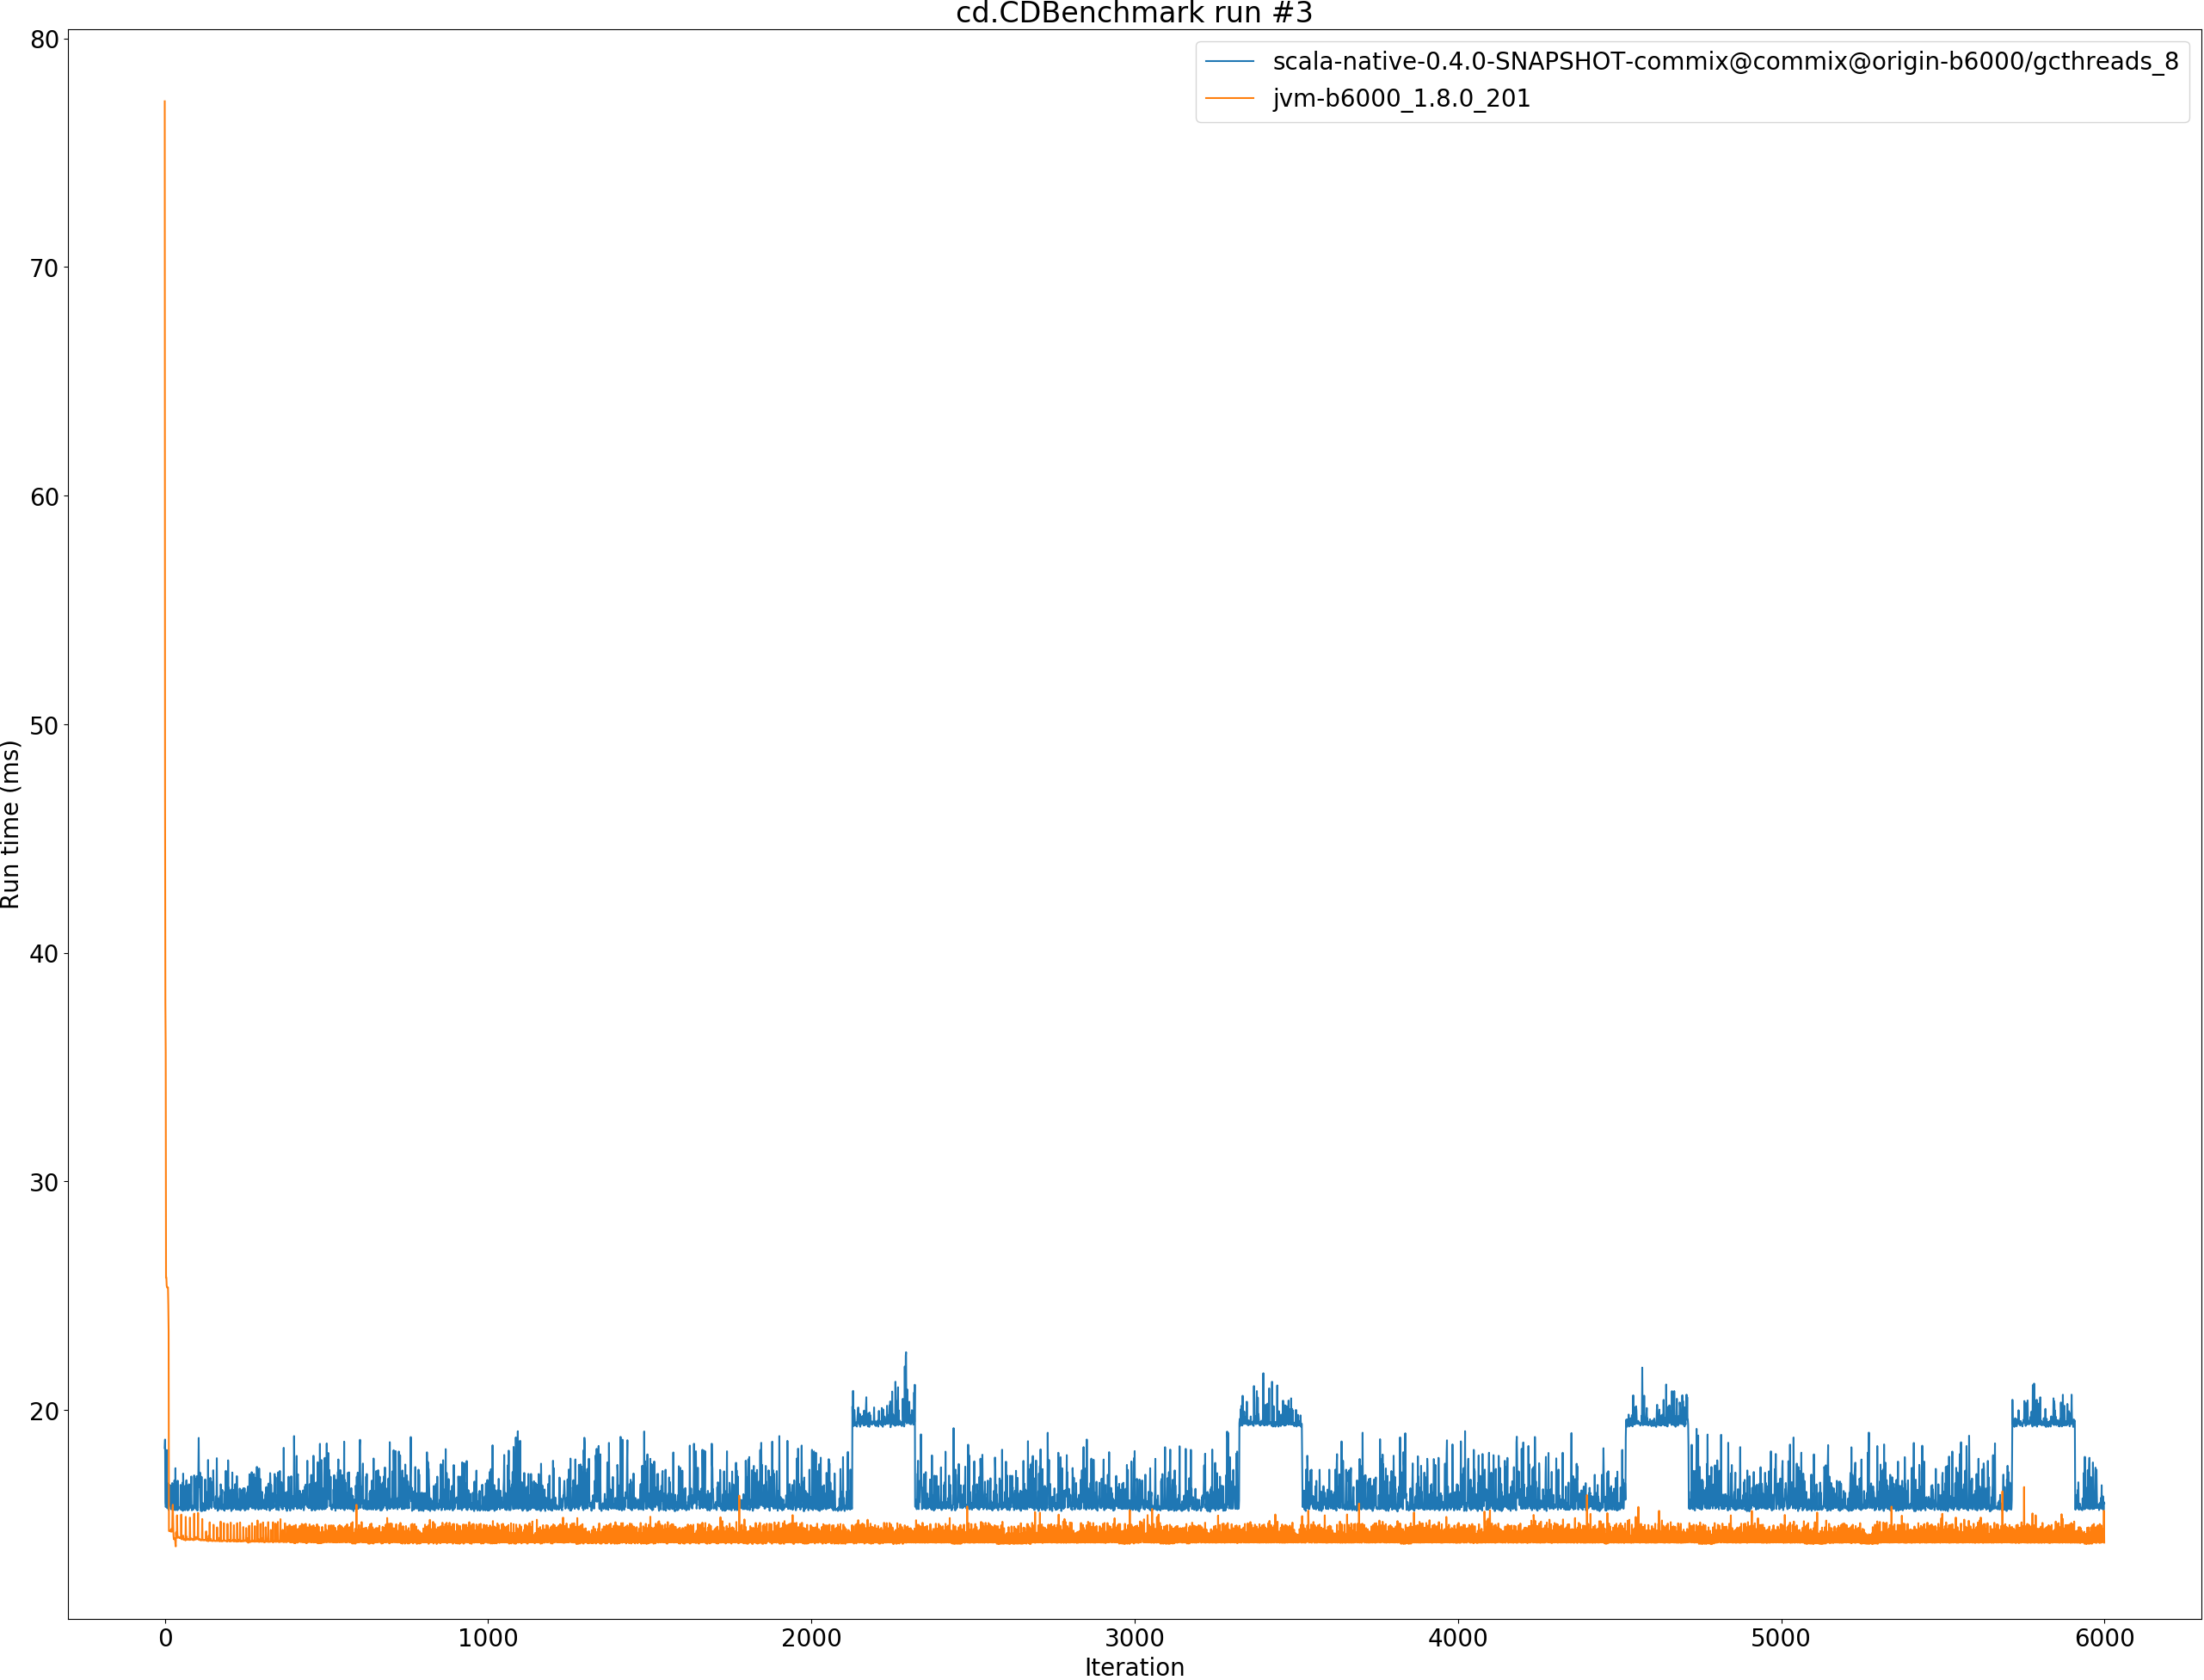 cd.CDBenchmark run #3
scala-native-0.4.0-SNAPSHOT-commix@commix@origin-b6000/gcthreads_8
jvm-b6000_1.8.0_201
80
70
60
50
40
30
20
Run time (ms)
0 1000 2000 3000 4000 5000 6000
Iteration